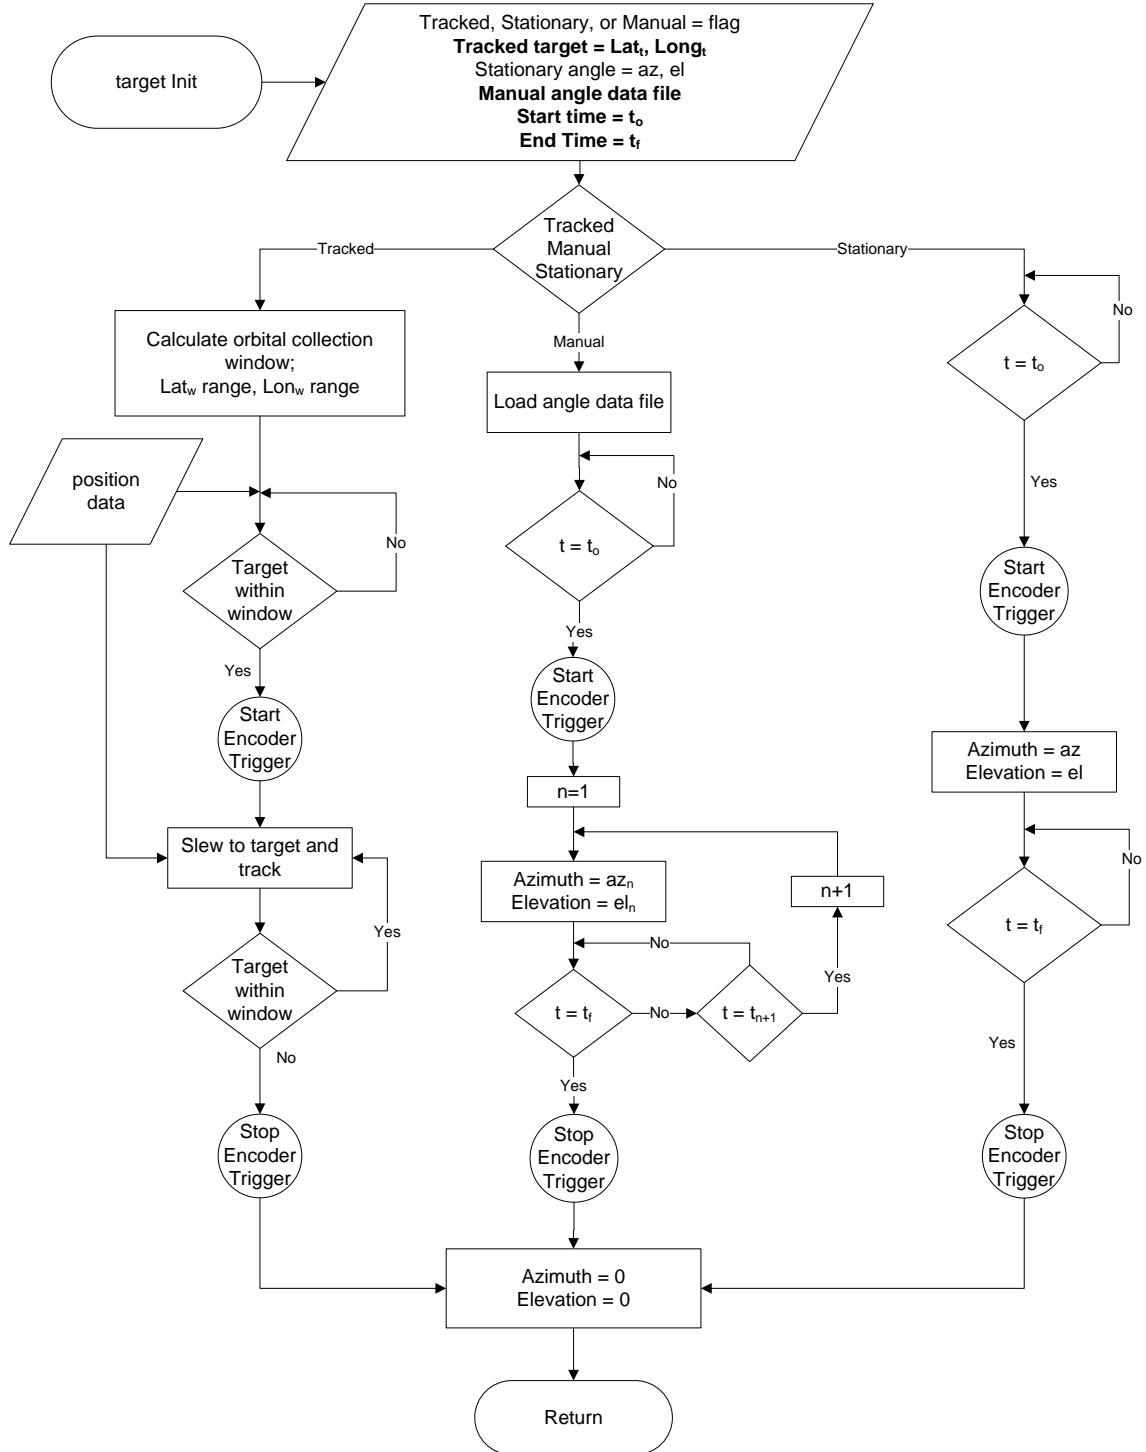 target Init
Tracked, Stationary, or Manual = flag
Tracked target = Latt, Longt
Stationary angle = az, el
Manual angle data file
Start time = to
End Time = tf
Tracked
Manual
Stationary
Tracked
Stationary
Manual
Calculate orbital collection
window;
Latw range, Lonw range
position
data
No
Target
within
window
Yes
Start
Encoder
Trigger
Slew to target and
track
Yes
Target
within
window
No
Stop
Encoder
Trigger
Load angle data file
No
t = to
Yes
Start
Encoder
Trigger
n=1
Azimuth = azn
Elevation = eln
n+1
No
Yes
t = tf
No
t = tn+1
Yes
Stop
Encoder
Trigger
No
t = to
Yes
Start
Encoder
Trigger
Azimuth = az
Elevation = el
No
t = tf
Yes
Stop
Encoder
Trigger
Azimuth = 0
Elevation = 0
Return